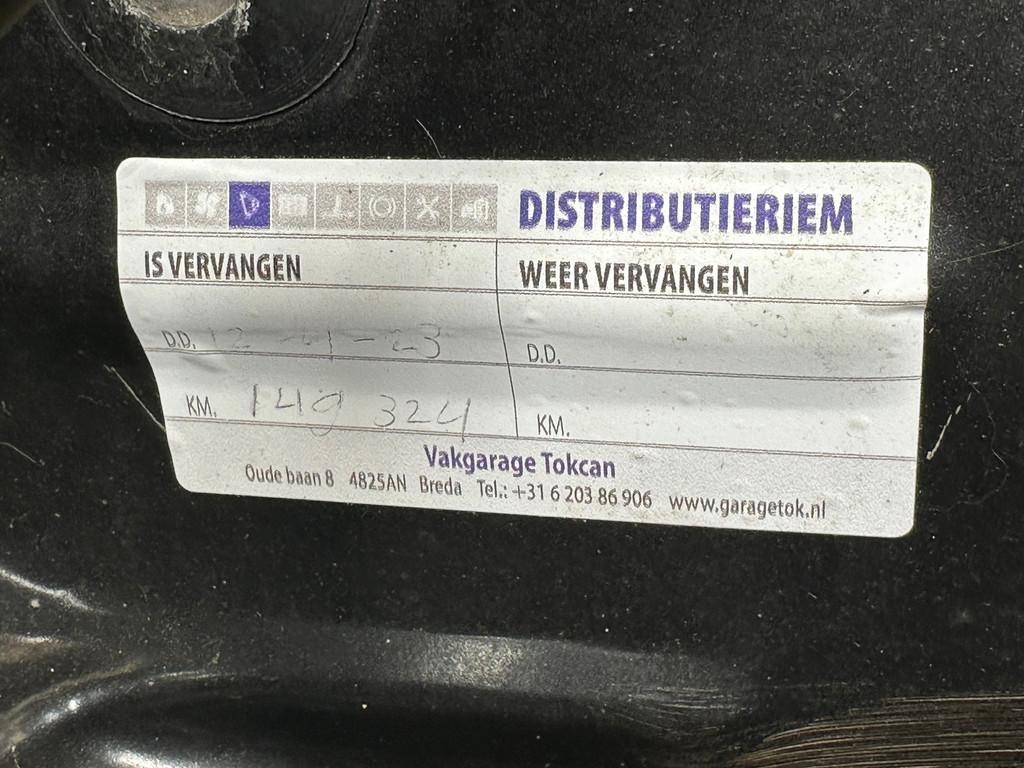 DISTRIBUTIERIEM
IS VERVANGEN
WEER VERVANGEN
D.D.
D.D.
KM. 149 324
KM.
Vakgarage Tokcan
Oude baan 8 4825AN Breda Tel.: +31 6 203 86 906 www.garagetok.nl